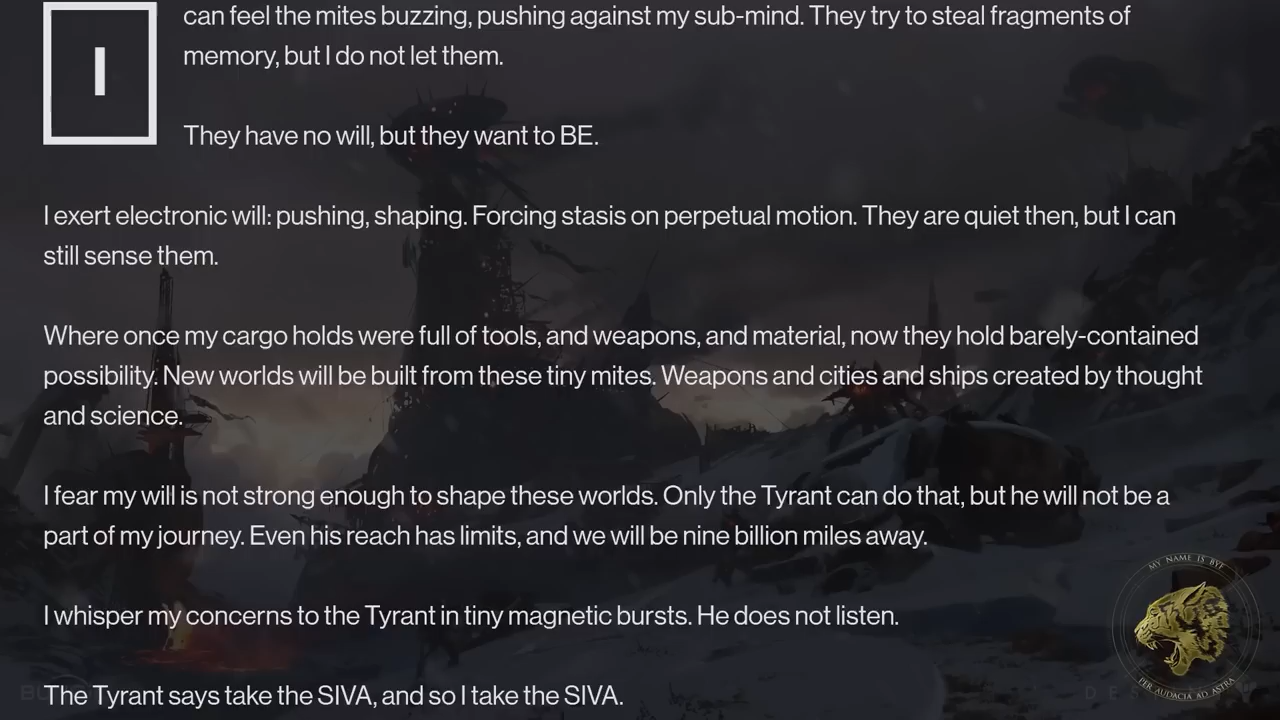 I can feel the mites buzzing, pushing against my sub-mind. They try to steal fragments of
memory, but I do not let them.
They have no will, but they want to BE.
I exert electronic will: pushing, shaping. Forcing stasis on perpetual motion. They are quiet then, but I can
still sense them.
Where once my cargo holds were full of tools, and weapons, and material, now they hold barely-contained
possibility. New worlds will be built from these tiny mites. Weapons and cities and ships created by thought
and science.
I fear my will is not strong enough to shape these worlds. Only the Tyrant can do that, but he will not be a
part of my journey. Even his reach has limits, and we will be nine billion miles away.
I whisper my concerns to the Tyrant in tiny magnetic bursts. He does not listen.
The Tyrant says take the SIVA, and so I take the SIVA.
MY NAME IS BYF
PER AUDACIA AD ASTRA